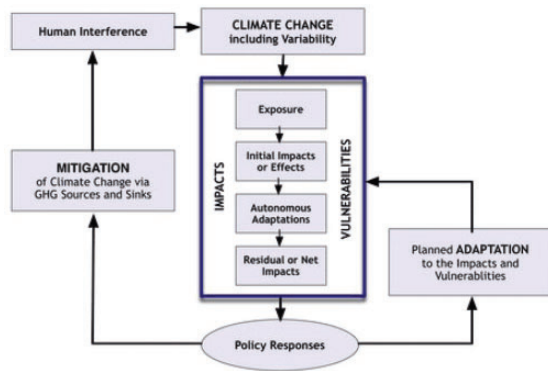 Human Interference
CLIMATE CHANGE
including Variability
Exposure
Initial Impacts
or Effects
Autonomous
Adaptations
Residual or Net
Impacts
IMPACTS
VULNERABILITIES
MITIGATION
of Climate Change via
GHG Sources and Sinks
Planned ADAPTATION
to the Impacts and
Vulnerablities
Policy Responses